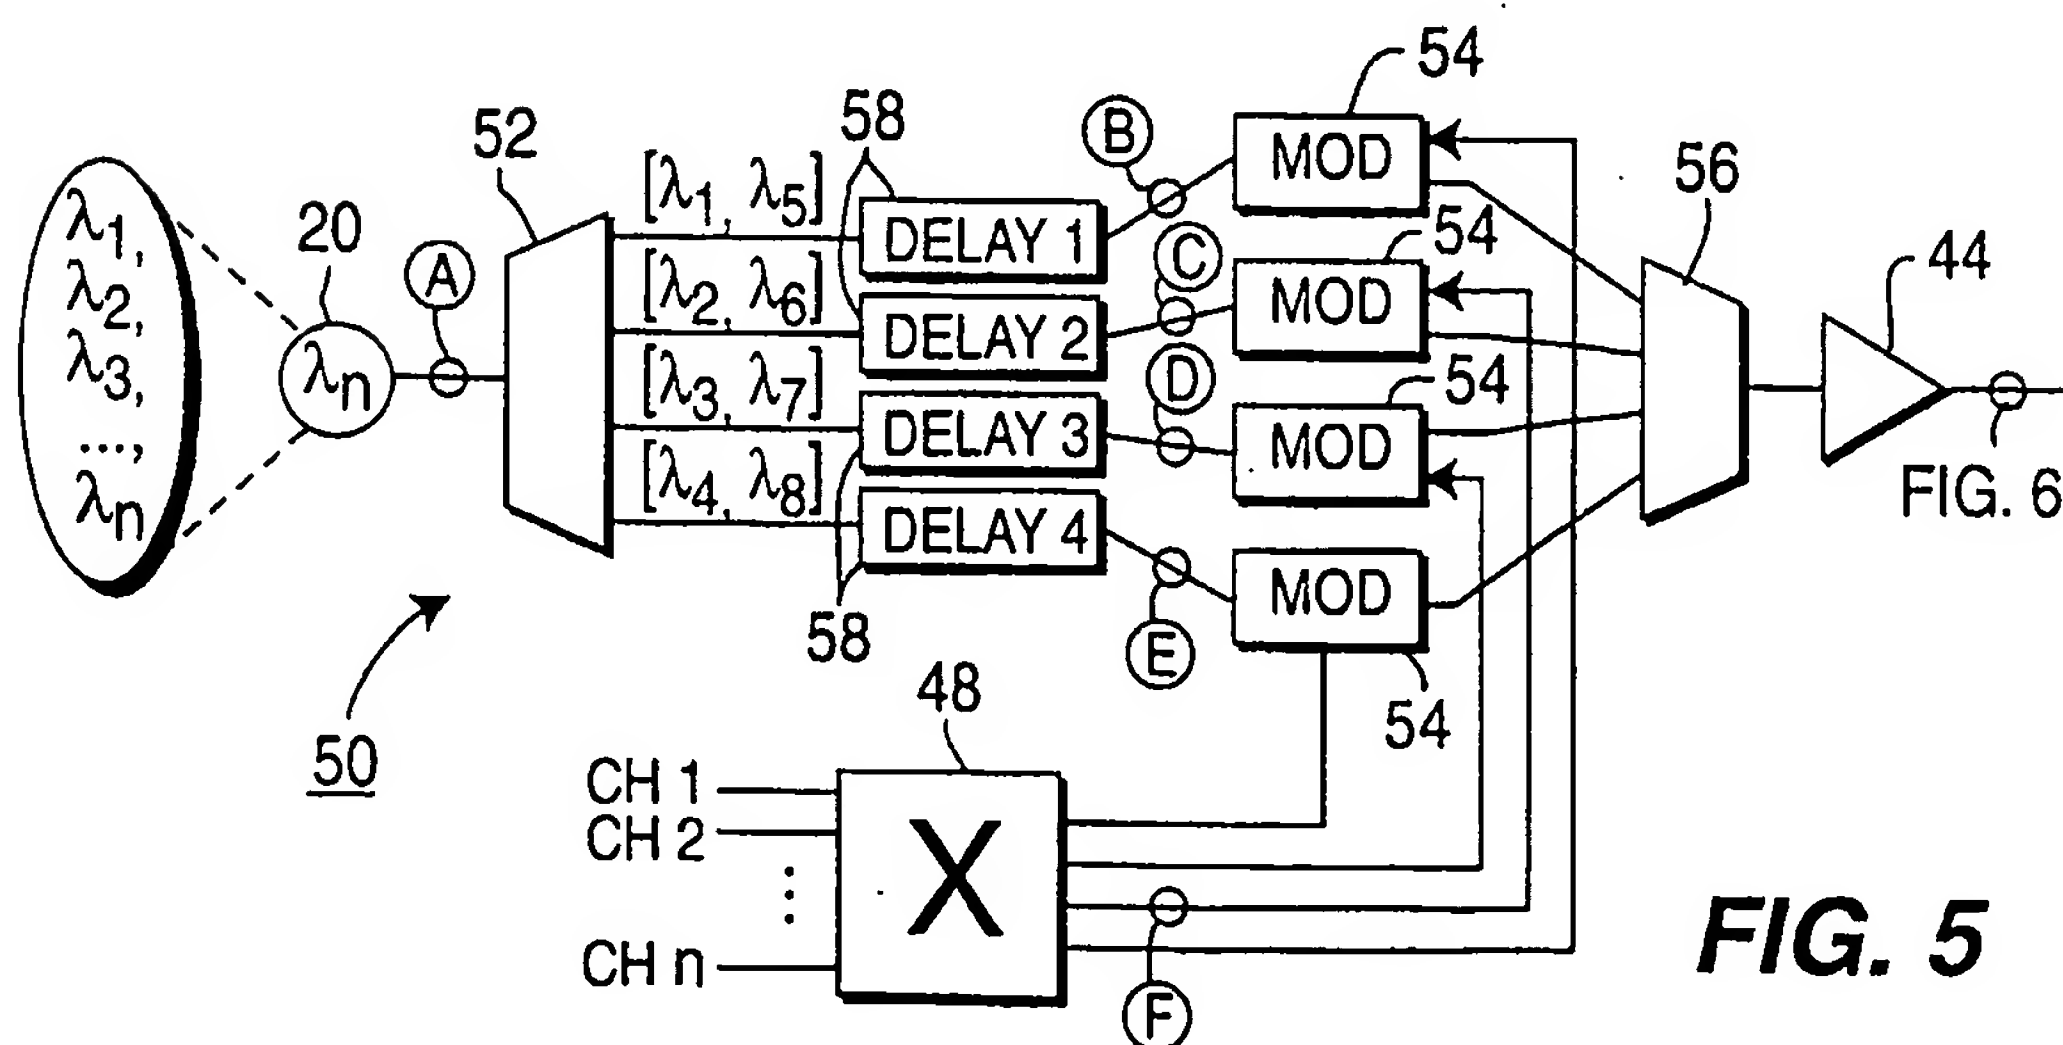 54
58
52
B
MOD
56
[λ1, λ5]
λ1,
20
DELAY 1
C
54
44
A
[λ2, λ6]
λ2,
DELAY 2
MOD
λ3,
λn
[λ3, λ7]
D
54
...,
DELAY 3
MOD
[λ4, λ8]
FIG. 6
λn
DELAY 4
MOD
58
E
48
54
50
CH 1
CH 2
X
⋮
CH n
F
FIG. 5